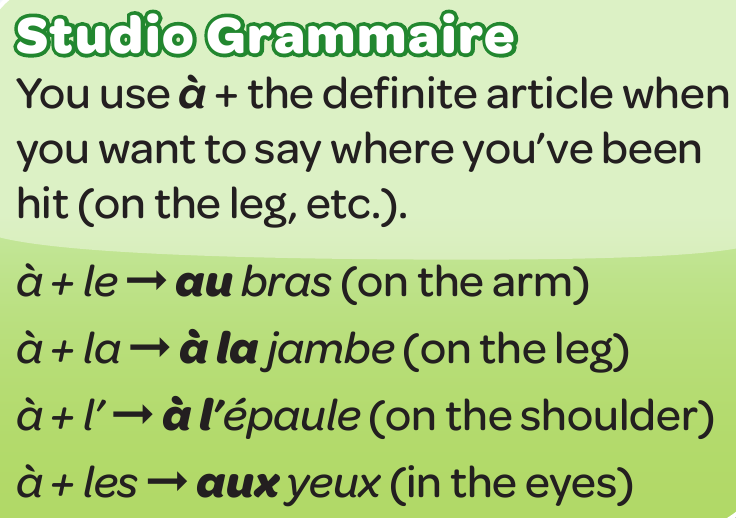 Studio Grammaire
You use à + the definite article when
you want to say where you've been
hit (on the leg, etc.).
à + le → au bras (on the arm)
à + la → à la jambe (on the leg)
à + l' → à l'épaule (on the shoulder)
à + les → aux yeux (in the eyes)